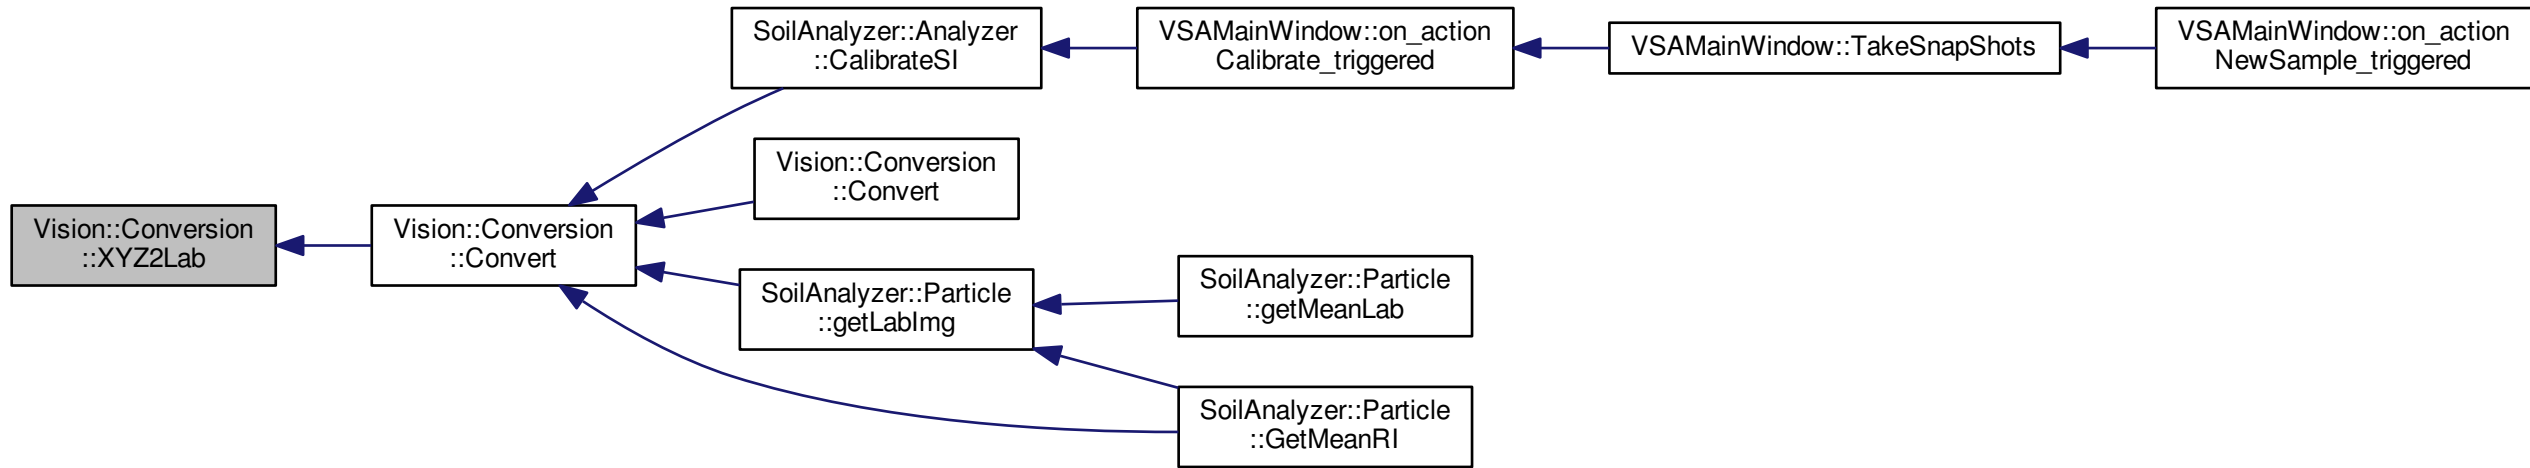 SoilAnalyzer::Analyzer
::CalibrateSI
VSAMainWindow::on_action
Calibrate_triggered
VSAMainWindow::TakeSnapShots
VSAMainWindow::on_action
NewSample_triggered
Vision::Conversion
::Convert
Vision::Conversion
::XYZ2Lab
Vision::Conversion
::Convert
SoilAnalyzer::Particle
::getLabImg
SoilAnalyzer::Particle
::getMeanLab
SoilAnalyzer::Particle
::GetMeanRI